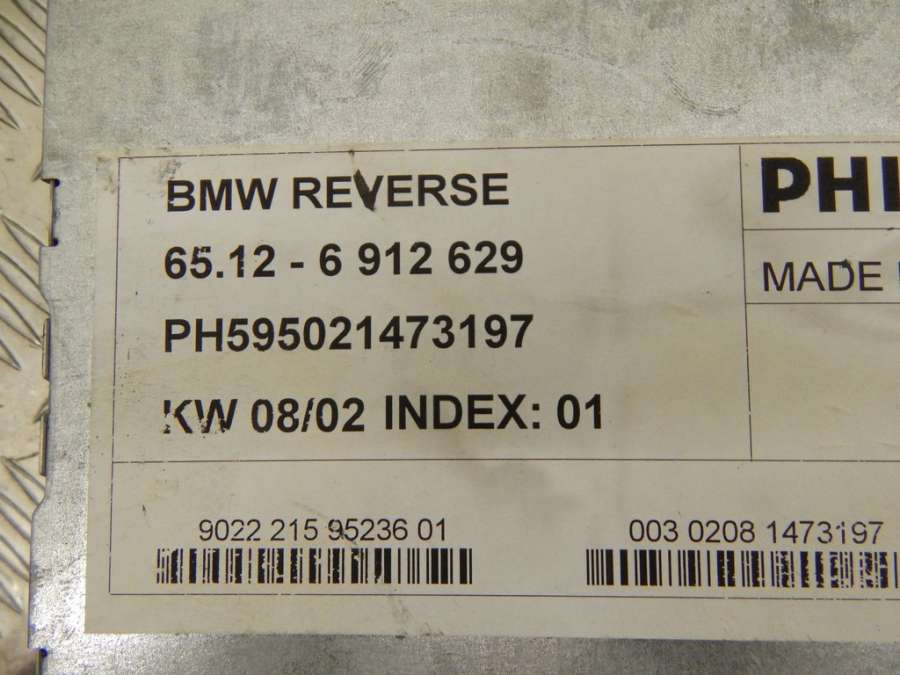 BMW REVERSE
65.12 - 6 912 629
PH595021473197
KW 08/02 INDEX: 01
PHI
MADE
9022 215 95236 01
003 0208 1473197